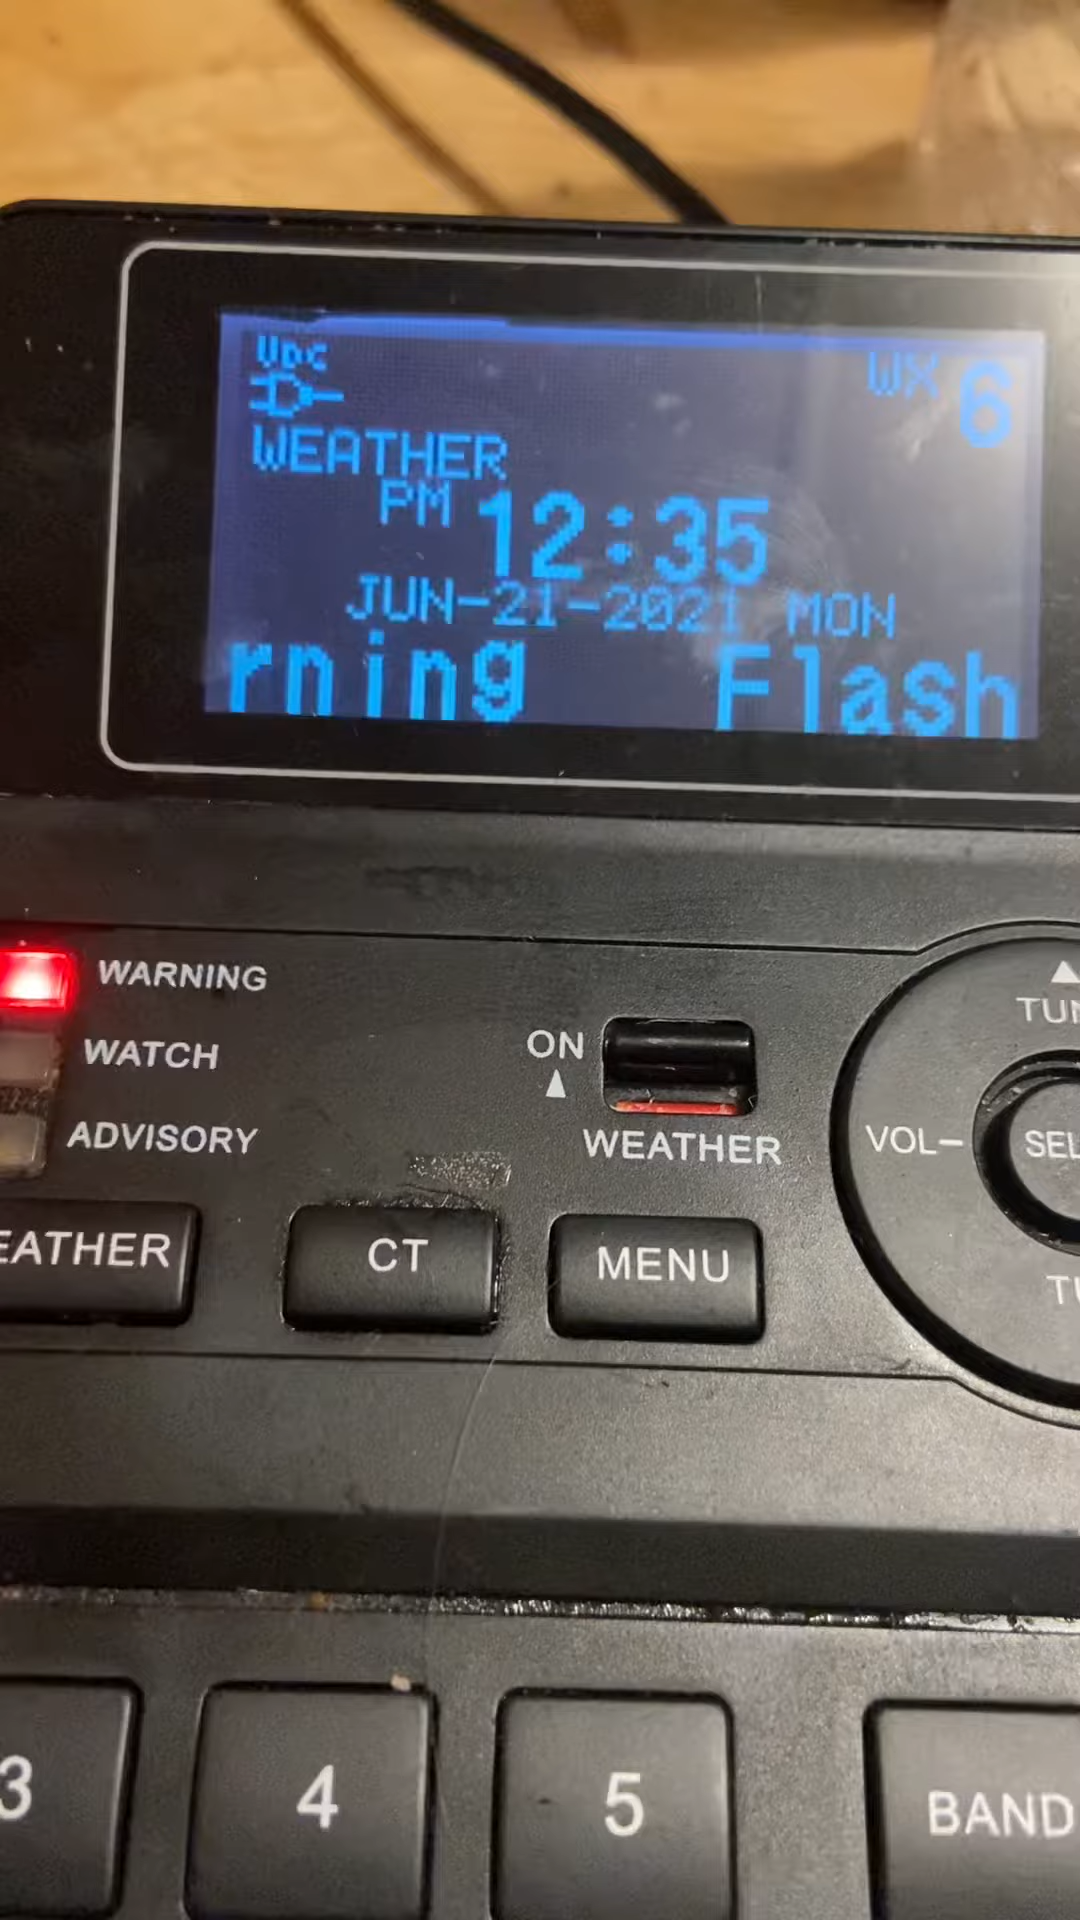 VDC
WX 6
WEATHER
PM 12:35
JUN-21-2021 MON
rning Flash
WARNING
WATCH
ADVISORY
ON
WEATHER
TUN
VOL-
SEL
TU
EATHER
CT
MENU
3
4
5
BAND